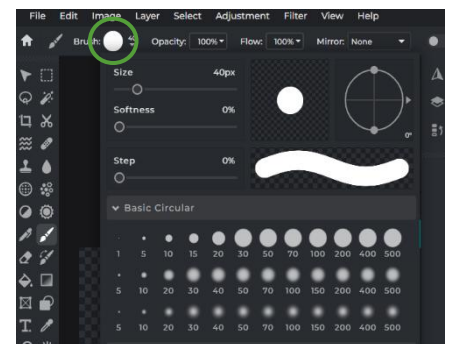 File Edit Image Layer Select Adjustment Filter View Help
Brush: 40 Opacity: 100% Flow: 100% Mirror: None
Size 40px
Softness 0%
0°
Step 0%
Basic Circular
1 5 10 15 20 30 50 70 100 200 400 500
5 10 20 30 40 50 70 100 150 200 400 500
5 10 20 30 40 50 70 100 150 200 400 500